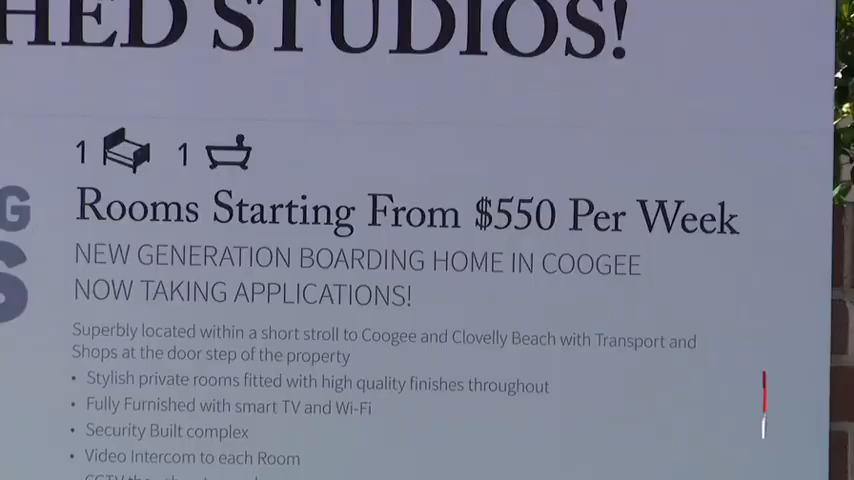 HED STUDIOS!
1 1
Rooms Starting From $550 Per Week
NEW GENERATION BOARDING HOME IN COOGEE
NOW TAKING APPLICATIONS!
Superbly located within a short stroll to Coogee and Clovelly Beach with Transport and
Shops at the door step of the property
• Stylish private rooms fitted with high quality finishes throughout
• Fully Furnished with smart TV and Wi-Fi
• Security Built complex
• Video Intercom to each Room
G
S